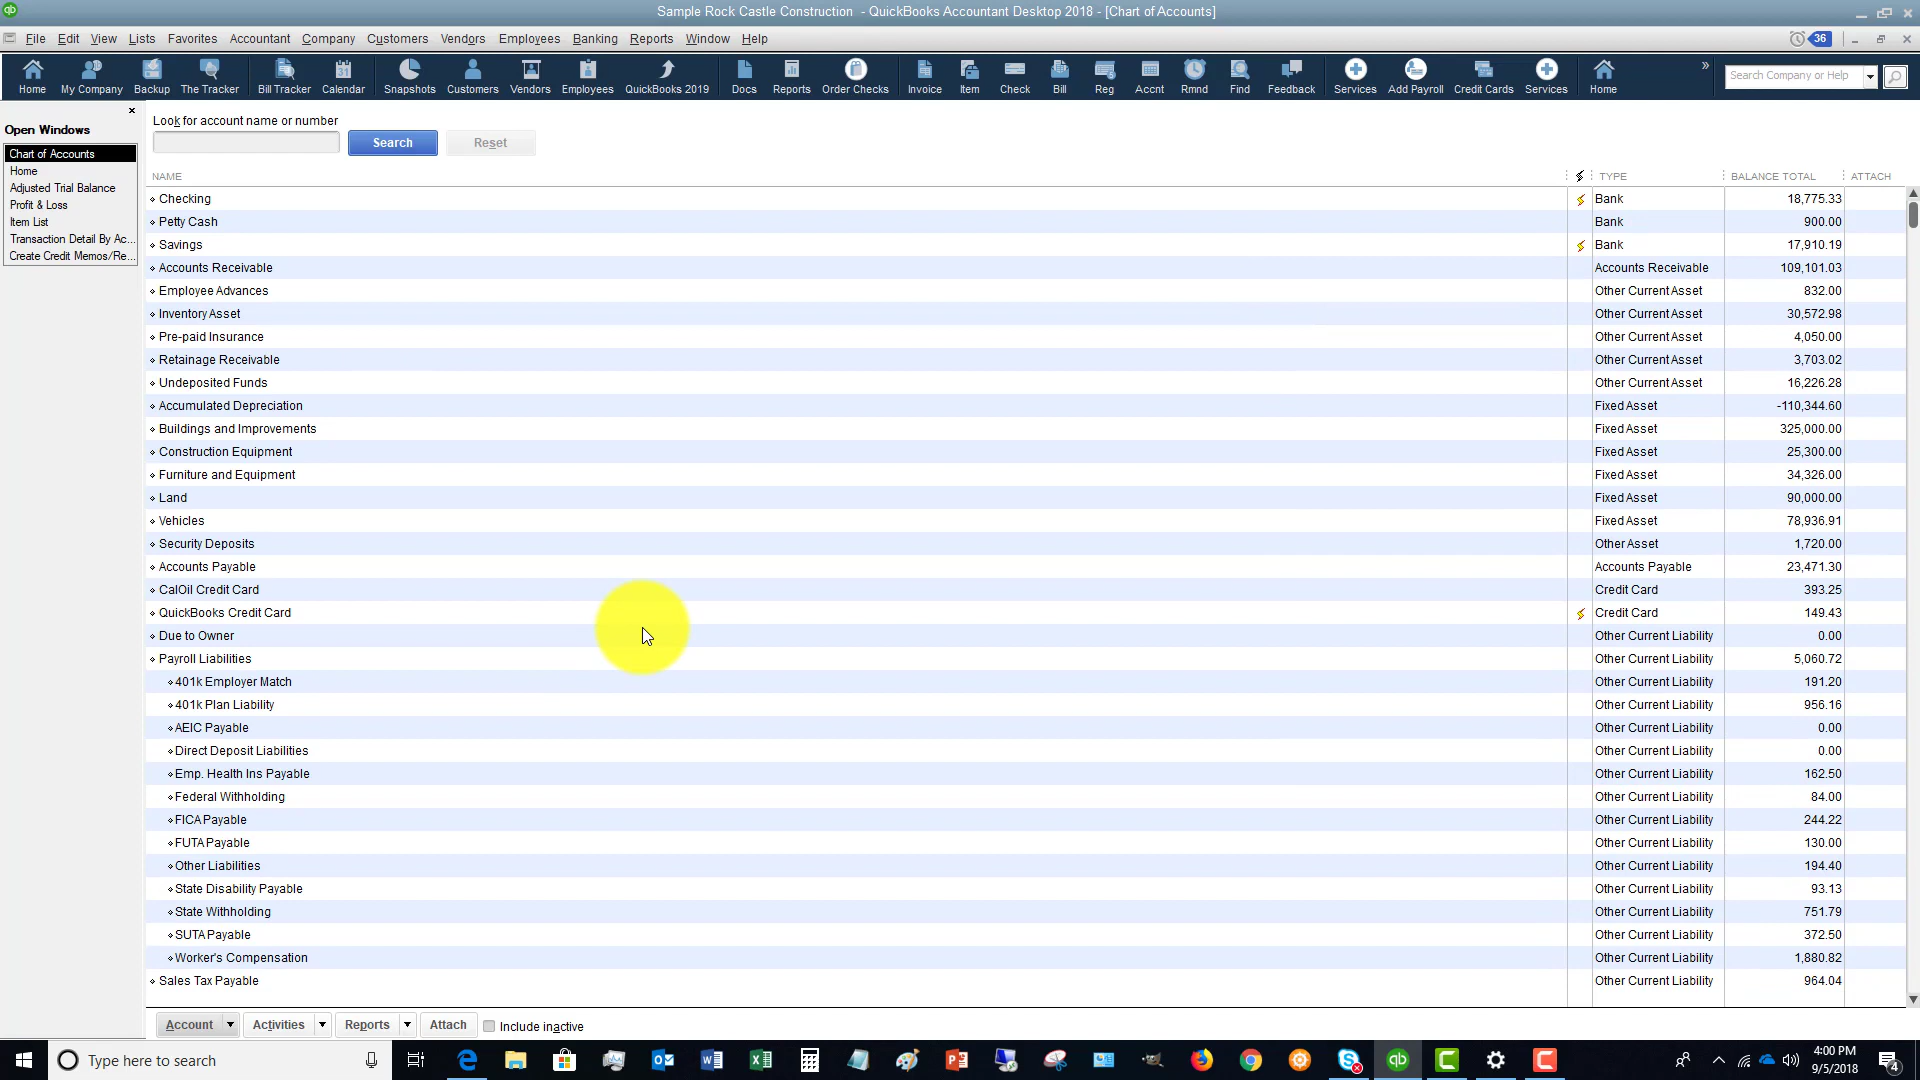 Sample Rock Castle Construction - QuickBooks Accountant Desktop 2018 - [Chart of Accounts]
File Edit View Lists Favorites Accountant Company Customers Vendors Employees Banking Reports Window Help
36
Home My Company Backup The Tracker Bill Tracker Calendar Snapshots Customers Vendors Employees QuickBooks 2019 Docs Reports Order Checks Invoice Item Check Bill Reg Accnt Rmnd Find Feedback Services Add Payroll Credit Cards Services Home
Search Company or Help
Open Windows
Chart of Accounts
Home
Adjusted Trial Balance
Profit & Loss
Item List
Transaction Detail By Ac...
Create Credit Memos/Re...
Look for account name or number
Search Reset
NAME TYPE BALANCE TOTAL ATTACH
Checking Bank 18,775.33
Petty Cash Bank 900.00
Savings Bank 17,910.19
Accounts Receivable Accounts Receivable 109,101.03
Employee Advances Other Current Asset 832.00
Inventory Asset Other Current Asset 30,572.98
Pre-paid Insurance Other Current Asset 4,050.00
Retainage Receivable Other Current Asset 3,703.02
Undeposited Funds Other Current Asset 16,226.28
Accumulated Depreciation Fixed Asset -110,344.60
Buildings and Improvements Fixed Asset 325,000.00
Construction Equipment Fixed Asset 25,300.00
Furniture and Equipment Fixed Asset 34,326.00
Land Fixed Asset 90,000.00
Vehicles Fixed Asset 78,936.91
Security Deposits Other Asset 1,720.00
Accounts Payable Accounts Payable 23,471.30
CalOil Credit Card Credit Card 393.25
QuickBooks Credit Card Credit Card 149.43
Due to Owner Other Current Liability 0.00
Payroll Liabilities Other Current Liability 5,060.72
401k Employer Match Other Current Liability 191.20
401k Plan Liability Other Current Liability 956.16
AEIC Payable Other Current Liability 0.00
Direct Deposit Liabilities Other Current Liability 0.00
Emp. Health Ins Payable Other Current Liability 162.50
Federal Withholding Other Current Liability 84.00
FICA Payable Other Current Liability 244.22
FUTA Payable Other Current Liability 130.00
Other Liabilities Other Current Liability 194.40
State Disability Payable Other Current Liability 93.13
State Withholding Other Current Liability 751.79
SUTA Payable Other Current Liability 372.50
Worker's Compensation Other Current Liability 1,880.82
Sales Tax Payable Other Current Liability 964.04
Account Activities Reports Attach Include inactive
Type here to search
4:00 PM
9/5/2018
4